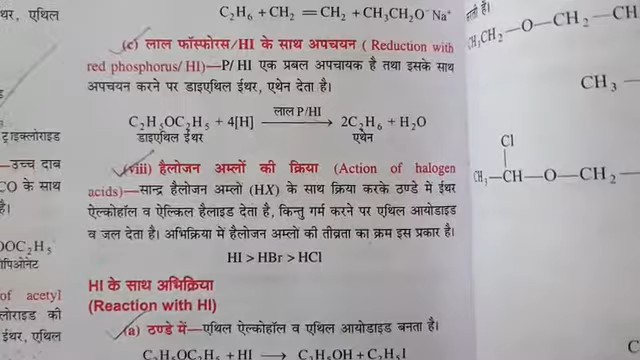 C₂H₆ + CH₂ = CH₂ + CH₃CH₂O⁻Na⁺
(c) लाल फॉस्फोरस/HI के साथ अपचयन ( Reduction with
red phosphorus/ HI)—P/ HI एक प्रबल अपचायक है तथा इसके साथ
अपचयन करने पर डाइएथिल ईथर, एथेन देता है।
C₂H₅OC₂H₅ + 4[H] लाल P/HI → 2C₂H₆ + H₂O
डाइएथिल ईथर एथेन
(viii) हैलोजन अम्लों की क्रिया (Action of halogen
acids)—सान्द्र हैलोजन अम्लों (HX) के साथ क्रिया करके ठण्डे में ईथर
ऐल्कोहॉल व ऐल्किल हैलाइड देता है, किन्तु गर्म करने पर एथिल आयोडाइड
व जल देता है। अभिक्रिया में हैलोजन अम्लों की तीव्रता का क्रम इस प्रकार है।
HI > HBr > HCl
HI के साथ अभिक्रिया
(Reaction with HI)
(a) ठण्डे में—एथिल ऐल्कोहॉल व एथिल आयोडाइड बनता है।
C₂H₅OC₂H₅ + HI → C₂H₅OH + C₂H₅I
थर, एथिल
ट्राइक्लोराइड
—उच्च दाब
CO के साथ
है।
OOC₂H₅
of acetyl
ईथर, एथिल
CH₃CH₂—O—CH₂—CH
CH₃—
Cl
CH₃—CH—O—CH₂—